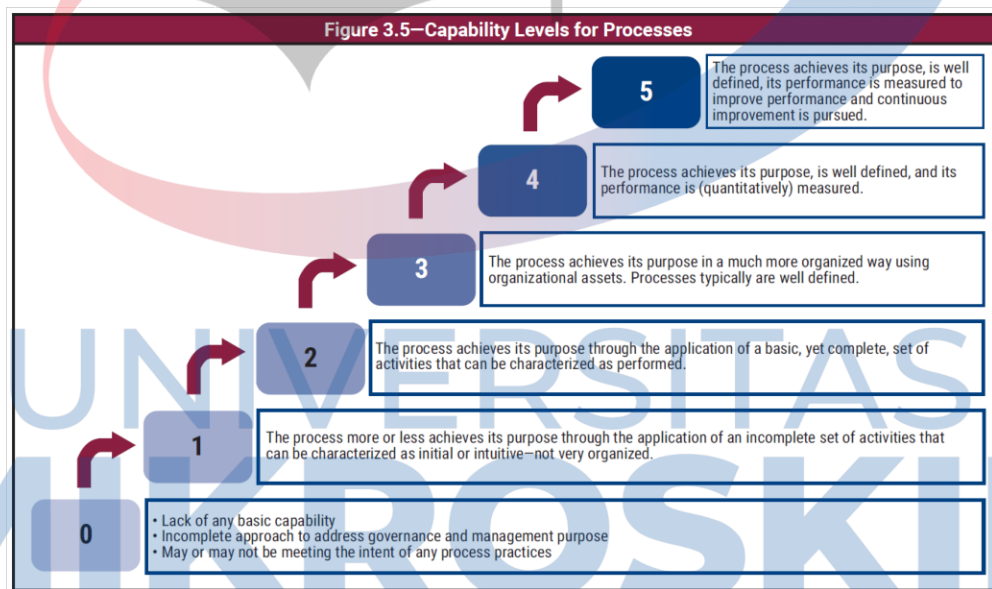 Figure 3.5—Capability Levels for Processes
5
The process achieves its purpose, is well
defined, its performance is measured to
improve performance and continuous
improvement is pursued.
4
The process achieves its purpose, is well defined, and its
performance is (quantitatively) measured.
3
The process achieves its purpose in a much more organized way using
organizational assets. Processes typically are well defined.
2
The process achieves its purpose through the application of a basic, yet complete, set of
activities that can be characterized as performed.
1
The process more or less achieves its purpose through the application of an incomplete set of activities that
can be characterized as initial or intuitive—not very organized.
0
• Lack of any basic capability
• Incomplete approach to address governance and management purpose
• May or may not be meeting the intent of any process practices
UNIVERSITAS
MIKROSKI